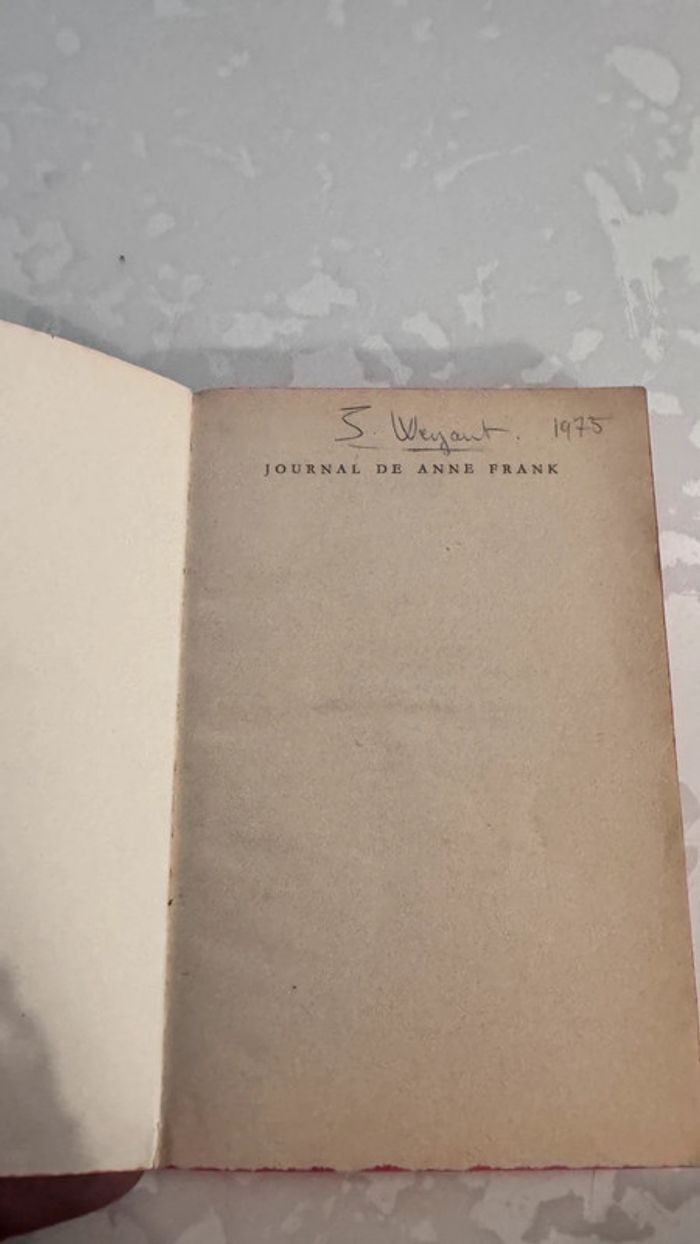 Weyant. 1975
JOURNAL DE ANNE FRANK